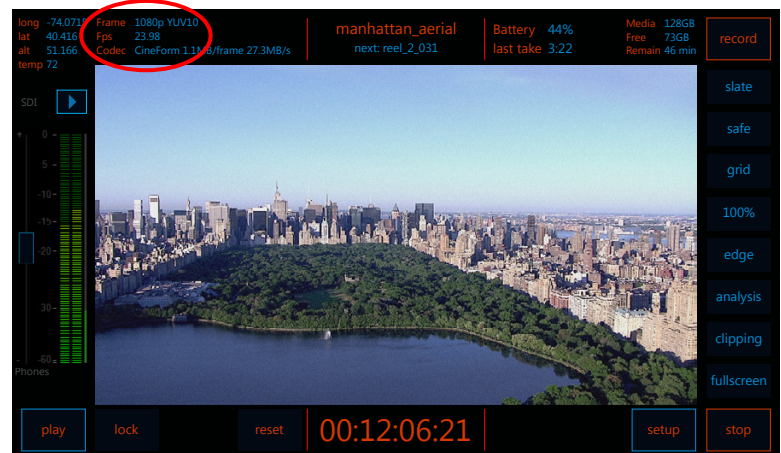 long -74.0715
lat 40.416
alt 51.166
temp 72
Frame 1080p YUV10
Fps 23.98
Codec CineForm 1.1MB/frame 27.3MB/s
manhattan_aerial
next: reel_2_031
Battery 44%
last take 3:22
Media 128GB
Free 73GB
Remain 46 min
record
SDI
0
5
-10
-15
-20
30
-60
Phones
slate
safe
grid
100%
edge
analysis
clipping
fullscreen
play
lock
reset
00:12:06:21
setup
stop